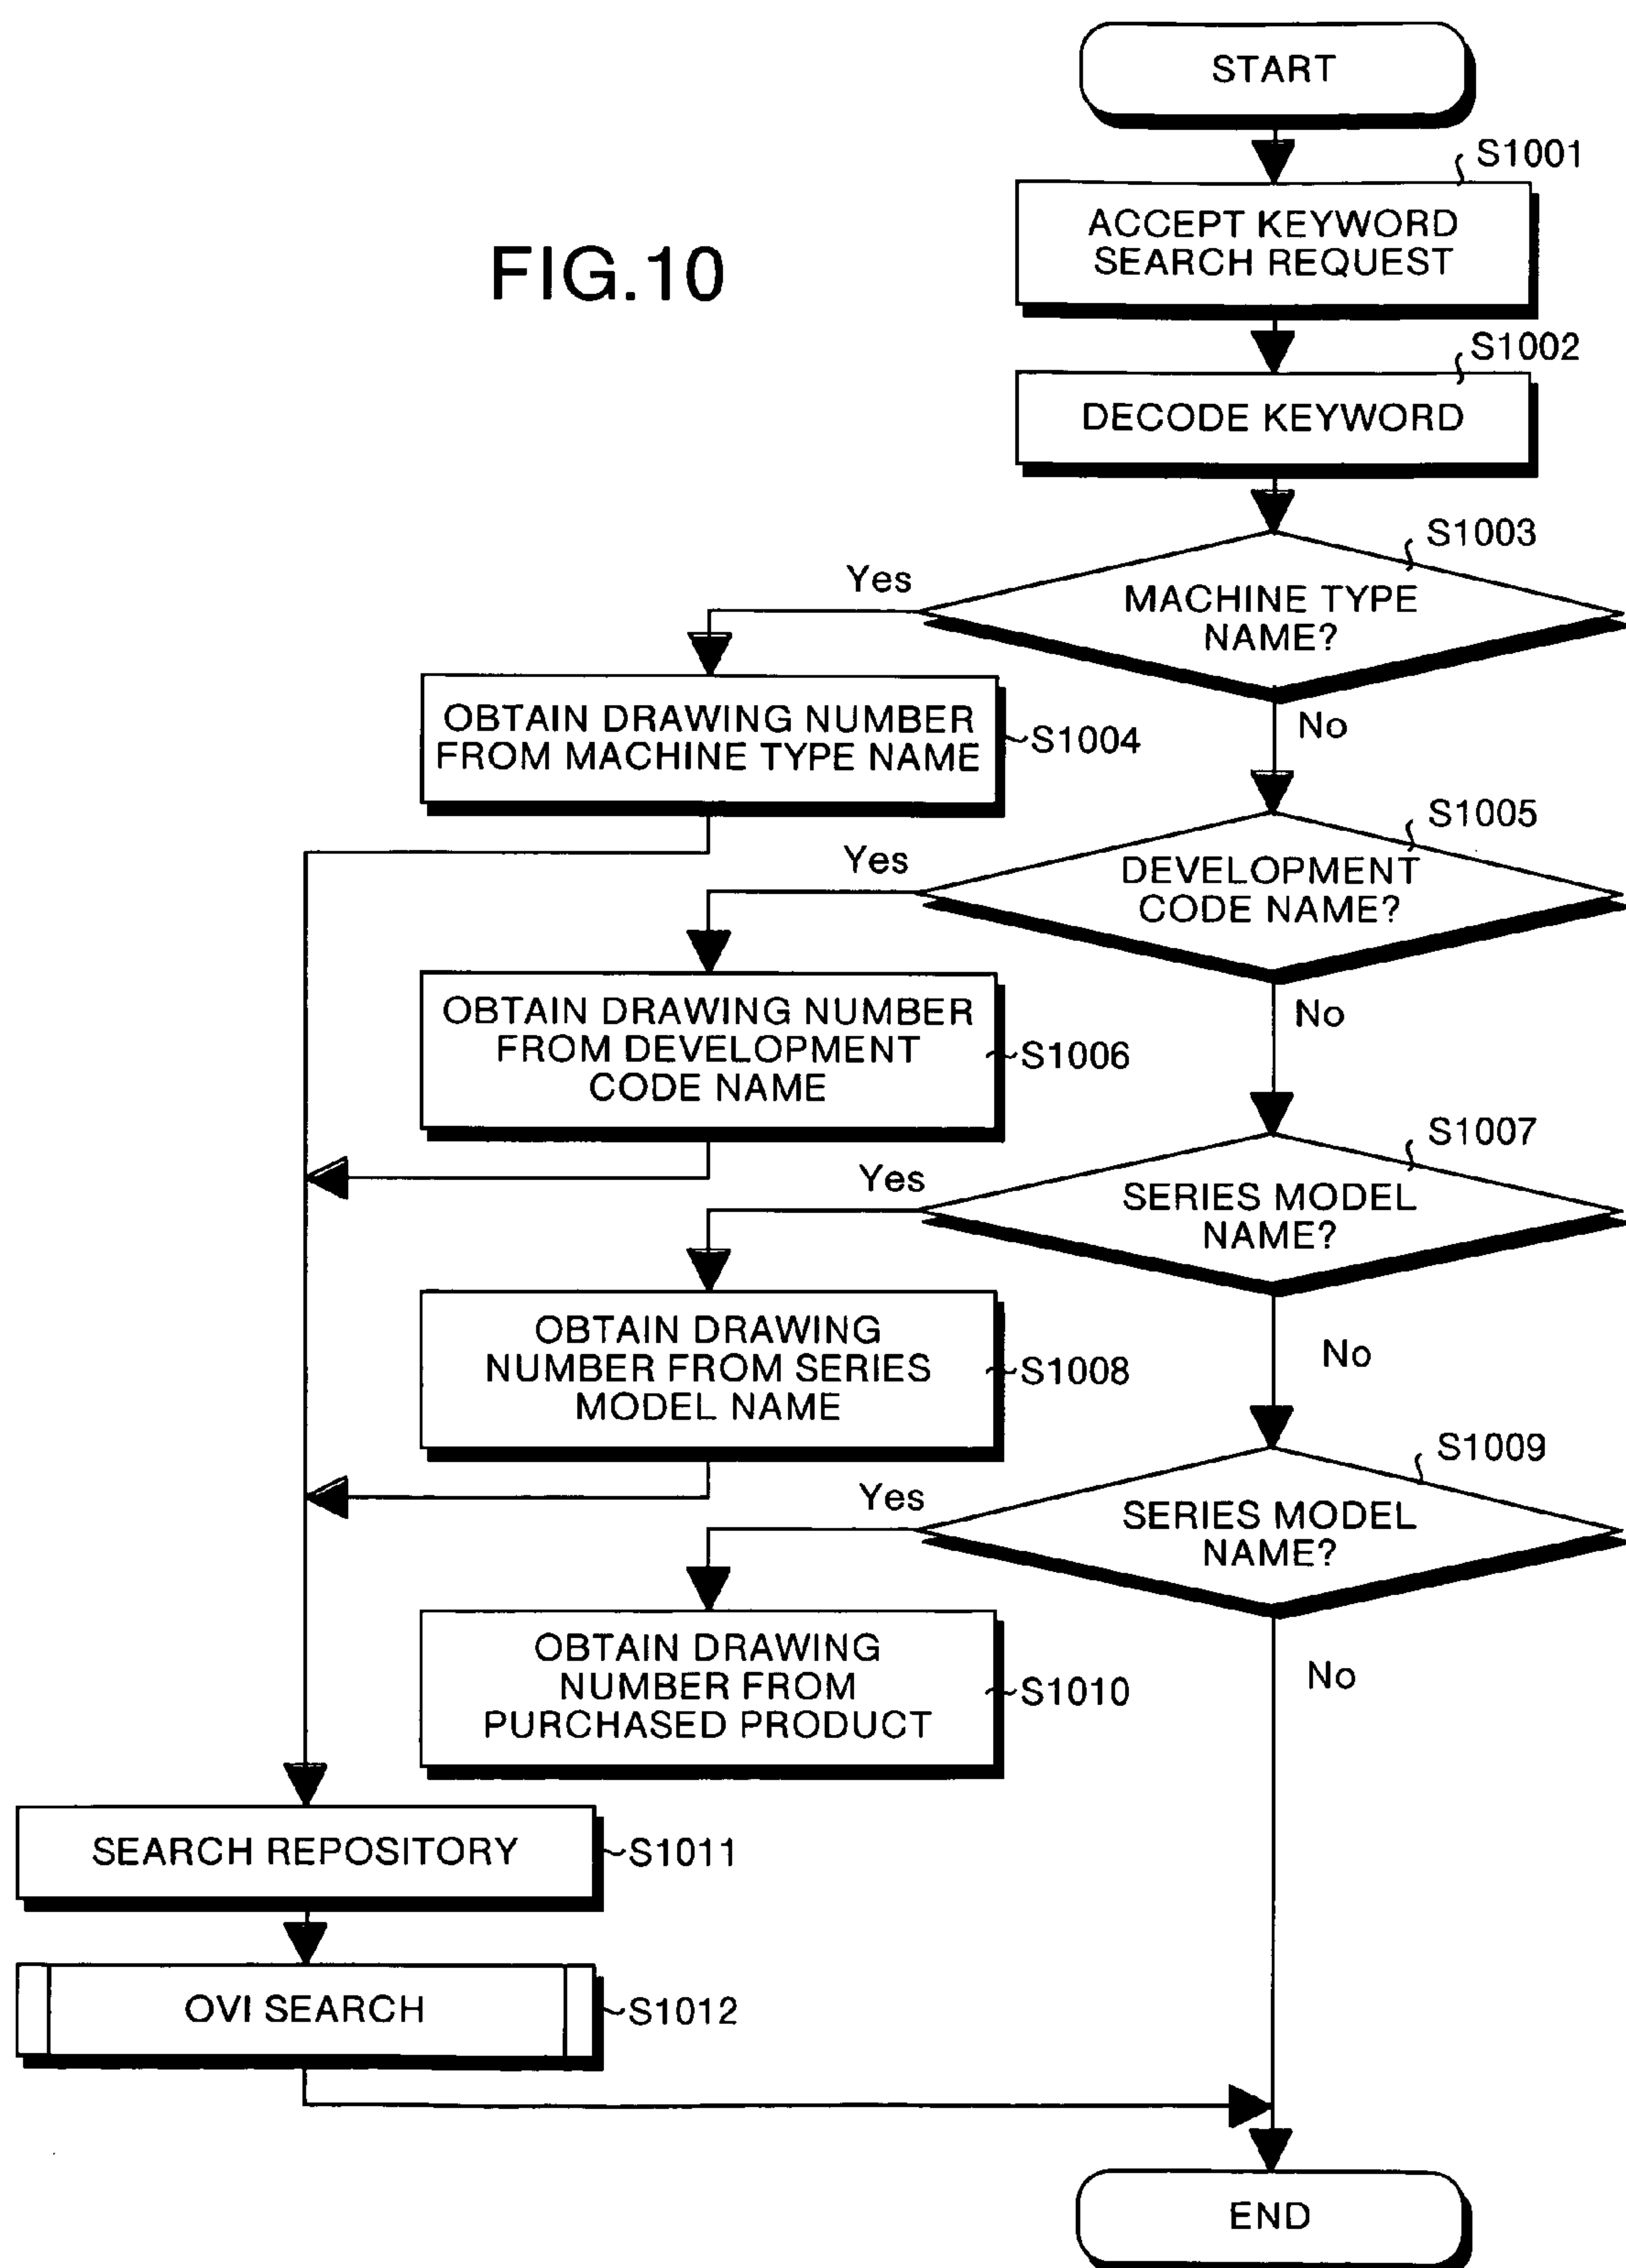 START
S1001
ACCEPT KEYWORD
SEARCH REQUEST
FIG.10
S1002
DECODE KEYWORD
S1003
Yes
MACHINE TYPE
NAME?
OBTAIN DRAWING NUMBER
FROM MACHINE TYPE NAME
S1004
No
S1005
Yes
DEVELOPMENT
CODE NAME?
OBTAIN DRAWING NUMBER
FROM DEVELOPMENT
CODE NAME
S1006
No
S1007
Yes
SERIES MODEL
NAME?
OBTAIN DRAWING
NUMBER FROM SERIES
MODEL NAME
S1008
No
S1009
Yes
SERIES MODEL
NAME?
OBTAIN DRAWING
NUMBER FROM
PURCHASED PRODUCT
S1010
No
SEARCH REPOSITORY
S1011
OVI SEARCH
S1012
END